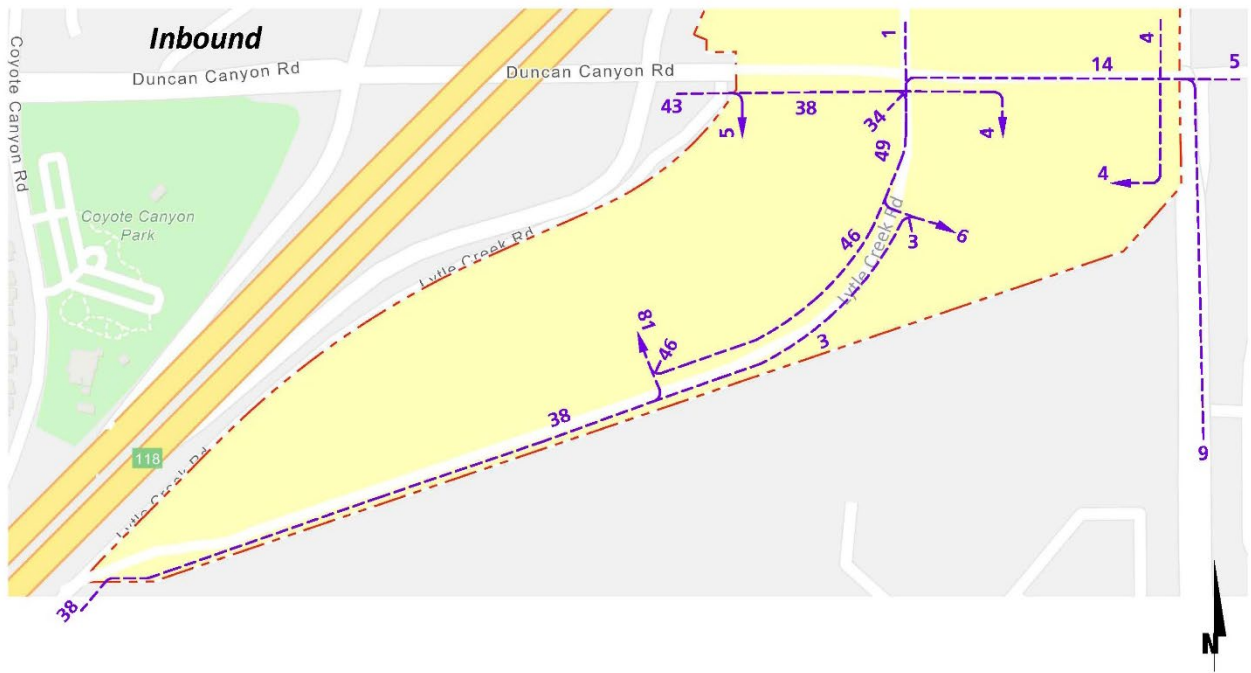 Inbound
Coyote Canyon Rd
Duncan Canyon Rd
Duncan Canyon Rd
1
4
14
5
43
38
34
5
4
49
4
Coyote Canyon
Park
Lytle Creek Rd
Lytle Creek Rd
46
3
6
81
46
3
38
118
9
Lytle Creek Rd
38
N